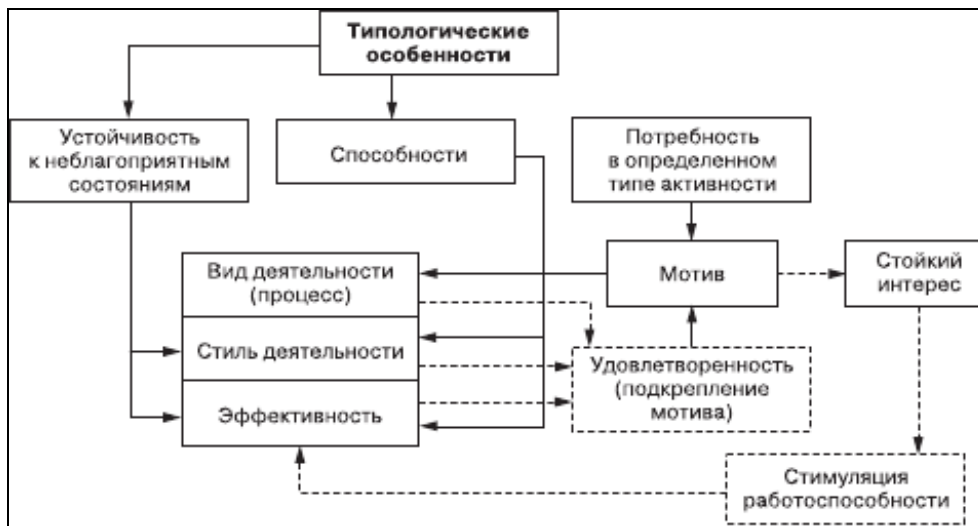 Типологические
особенности
Устойчивость
к неблагоприятным
состояниям
Способности
Потребность
в определенном
типе активности
Вид деятельности
(процесс)
Мотив
Стойкий
интерес
Стиль деятельности
Удовлетворенность
(подкрепление
мотива)
Эффективность
Стимуляция
работоспособности